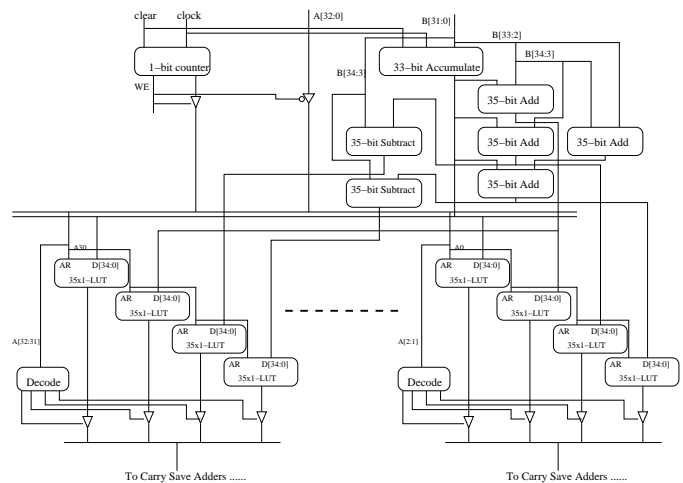 clear
clock
A[32:0]
B[31:0]
B[33:2]
B[34:3]
1-bit counter
33-bit Accumulate
B[34:3]
WE
35-bit Add
35-bit Subtract
35-bit Add
35-bit Add
35-bit Subtract
35-bit Add
A30
A0
AR D[34:0]
35x1-LUT
AR D[34:0]
35x1-LUT
AR D[34:0]
35x1-LUT
AR D[34:0]
35x1-LUT
AR D[34:0]
35x1-LUT
AR D[34:0]
35x1-LUT
AR D[34:0]
35x1-LUT
AR D[34:0]
35x1-LUT
A[32:31]
A[2:1]
Decode
Decode
To Carry Save Adders ......
To Carry Save Adders ......